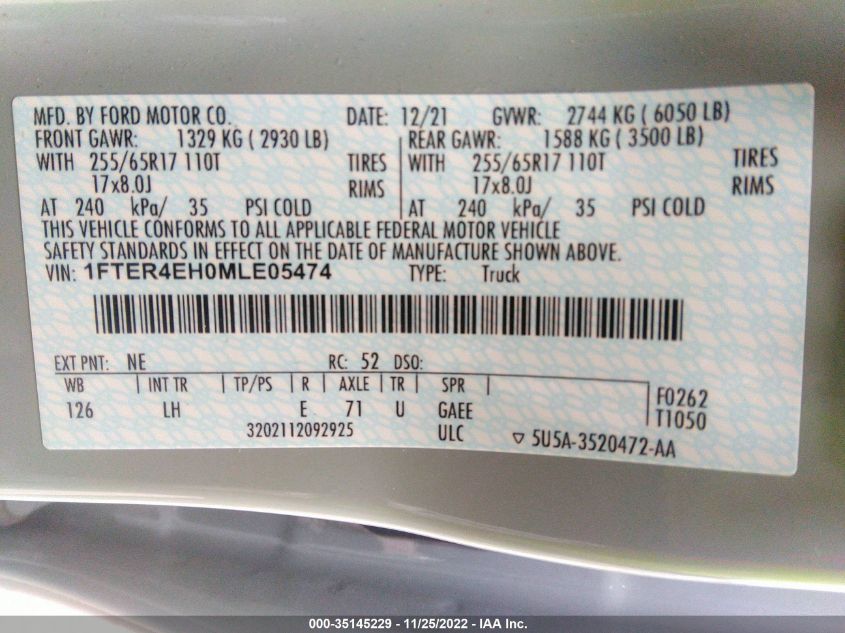 MFD. BY FORD MOTOR CO. DATE: 12/21 GVWR: 2744 KG ( 6050 LB)
FRONT GAWR: 1329 KG ( 2930 LB) REAR GAWR: 1588 KG ( 3500 LB)
WITH 255/65R17 110T TIRES WITH 255/65R17 110T TIRES
17x8.0J RIMS 17x8.0J RIMS
AT 240 kPa/ 35 PSI COLD AT 240 kPa/ 35 PSI COLD
THIS VEHICLE CONFORMS TO ALL APPLICABLE FEDERAL MOTOR VEHICLE
SAFETY STANDARDS IN EFFECT ON THE DATE OF MANUFACTURE SHOWN ABOVE.
VIN: 1FTER4EH0MLE05474 TYPE: Truck
EXT PNT: NE RC: 52 DSO:
WB INT TR TP/PS R AXLE TR SPR
126 LH E 71 U GAEE F0262
3202112092925 ULC T1050
▽ 5U5A-3520472-AA
000-35145229 - 11/25/2022 - IAA Inc.